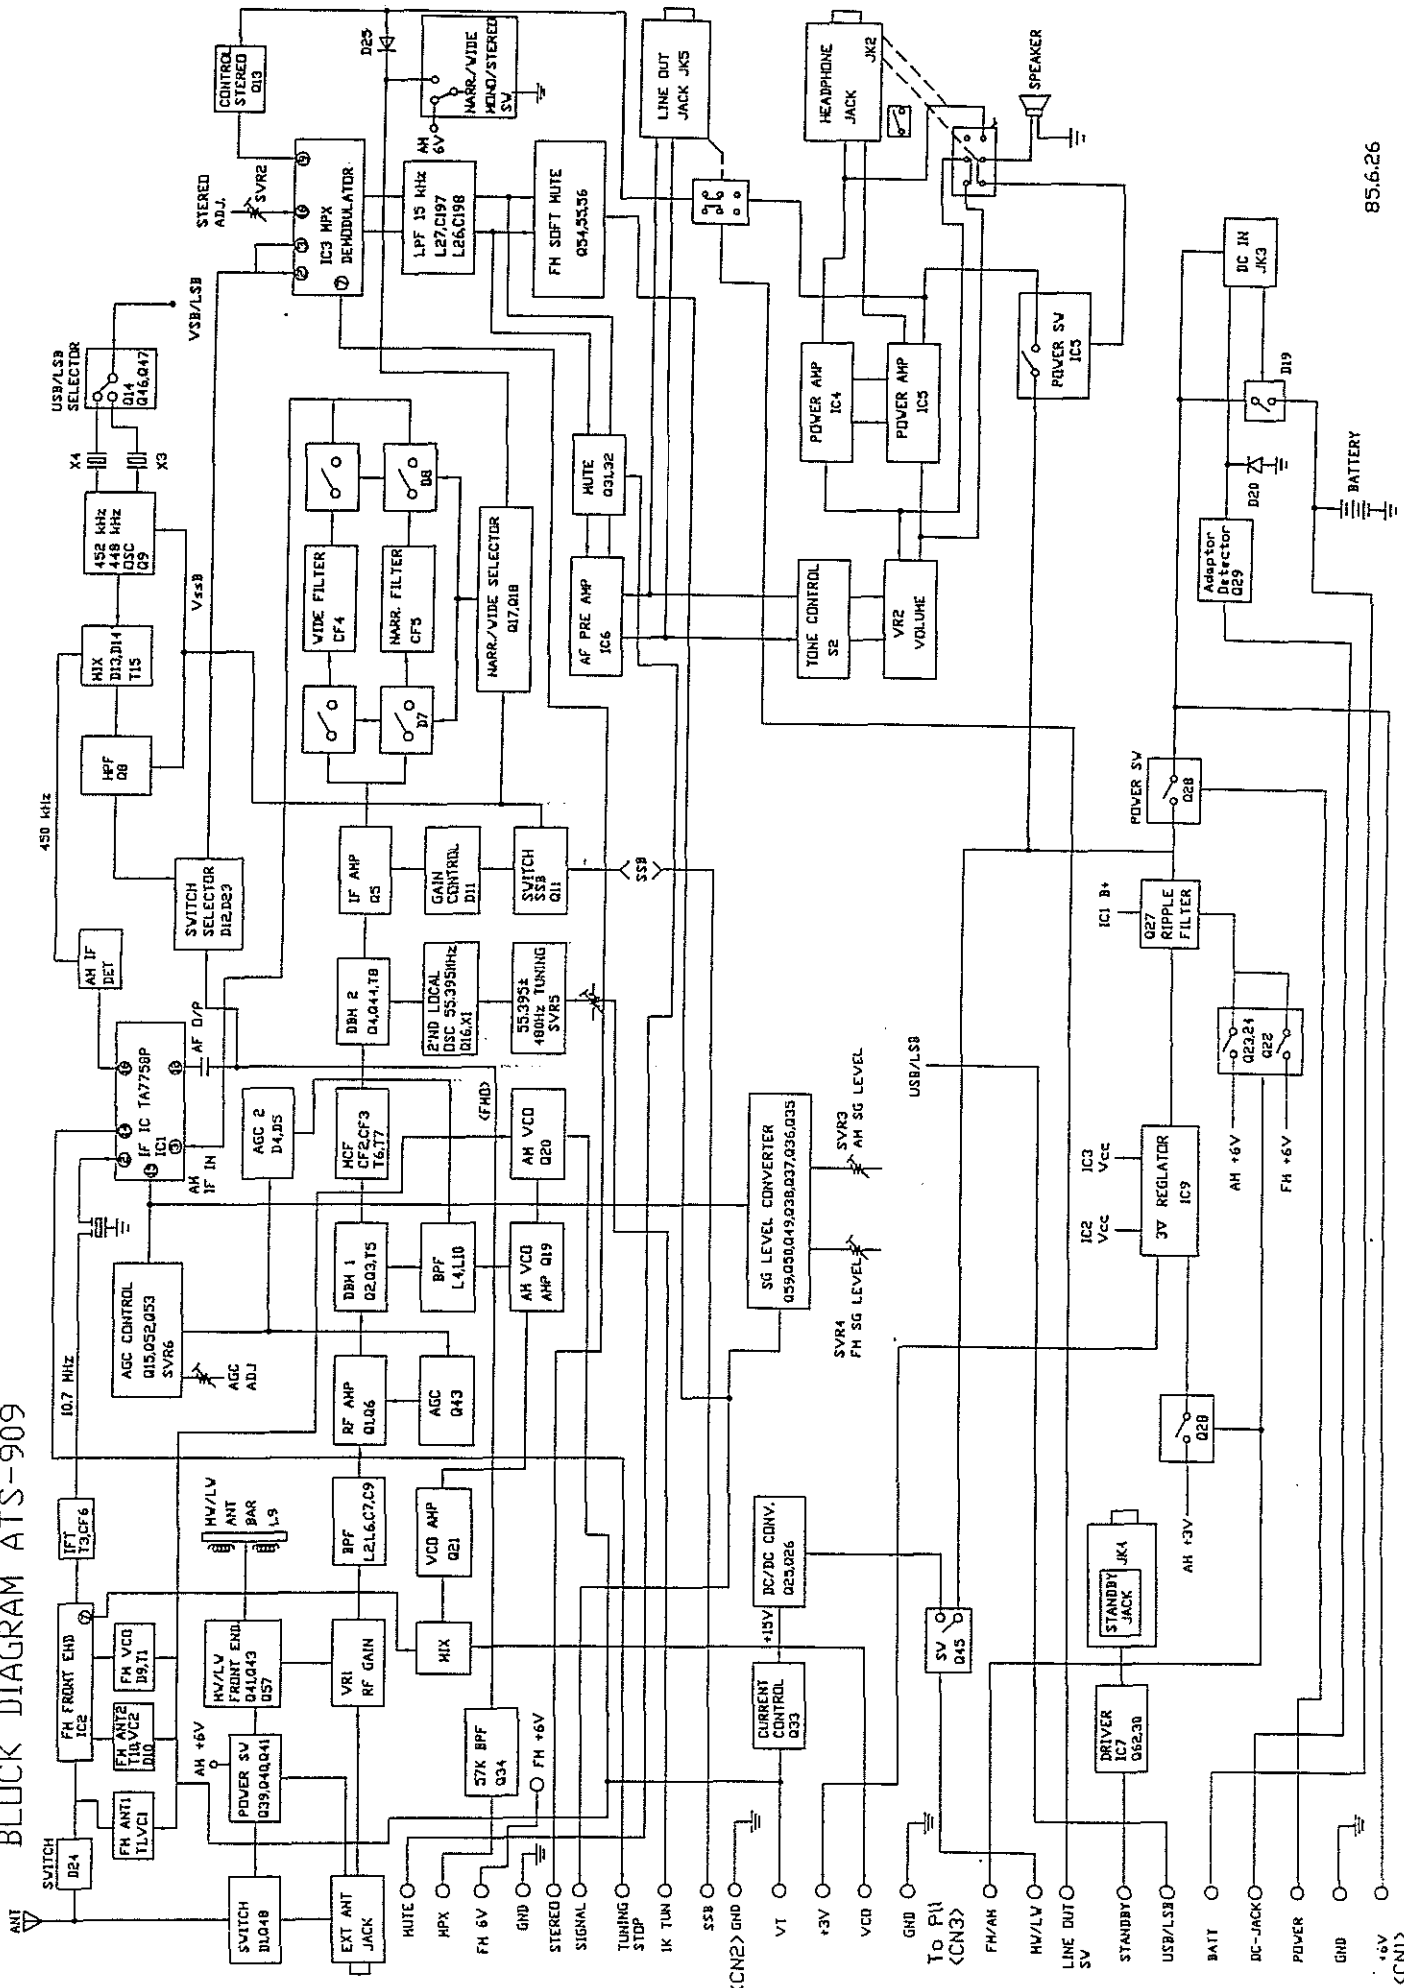 BLOCK DIAGRAM ATS-909
ANT
SWITCH
D24
FM ANT1
T1,VC1
FM FRONT END
IC2
7
FM ANT2
T10,VC2
D10
FM VCO
D9,T1
IFT
T3,CF6
10.7 MHz
AGC CONTROL
Q15,Q52,Q53
SVR6
AGC
ADJ
IF IC TA7758P
IC1
AM
IF IN
AF O/P
AGC 2
D4,D5
AM IF
DET
450 kHz
SWITCH
SELECTOR
D12,D23
HPF
Q8
MIX
D13,D14
T15
452 kHz
448 kHz
OSC
Q9
X4
X3
USB/LSB
SELECTOR
Q14
Q46,Q47
VSB/LSB
VssB
STEREO
ADJ.
SVR2
CONTROL
STEREO
Q13
IC3 MPX
DEMODULATOR
D25
NARR./WIDE
MONO/STEREO
SW
AM
6V
LPF 15 kHz
L27,C197
L26,C198
FM SOFT MUTE
Q54,55,56
SWITCH
D1,Q48
POWER SW
Q39,Q40,Q41
AM +6V
MW/LW
FRONT END
Q41,Q43
Q57
MW/LW
ANT
BAR
L9
EXT ANT
JACK
VR1
RF GAIN
BPF
L2,L6,C7,C9
RF AMP
Q1,Q6
AGC
Q43
DBM 1
Q2,Q3,T5
BPF
L4,L10
AM VCO
AMP Q19
AM VCO
Q20
<FMO>
MCF
CF2,CF3
T6,T7
DBM 2
Q4,Q44,T8
2'ND LOCAL
OSC 55.395MHz
Q16,X1
55.395±
480Hz TUNING
SVR5
IF AMP
Q5
GAIN
CONTROL
D11
SWITCH
SSB
Q11
<SSB>
WIDE FILTER
CF4
NARR. FILTER
CF5
D7
D8
NARR./WIDE SELECTOR
Q17,Q18
MIX
VCO AMP
Q21
57K BPF
Q34
FM +6V
AF PRE AMP
IC6
MUTE
Q31,32
LINE OUT
JACK JK5
HEADPHONE
JACK
JK2
SPEAKER
TONE CONTROL
S2
VR2
VOLUME
POWER AMP
IC4
POWER AMP
IC5
POWER SW
IC5
SG LEVEL CONVERTER
Q59,Q50,Q49,Q38,Q37,Q36,Q35
SVR4
FM SG LEVEL
SVR3
AM SG LEVEL
USB/LSB
CURRENT
CONTROL
Q33
+15V
DC/DC CONV.
Q25,Q26
SW
Q45
DRIVER
IC7
Q62,30
STANDBY
JACK
JK4
AM +3V
Q28
3V REGLATOR
IC9
IC2
Vcc
IC3
Vcc
AM +6V
FM +6V
Q23,24
Q22
Q27
RIPPLE
FILTER
IC1 B+
POWER SW
Q28
Adaptor
Detector
Q29
D20
D19
DC IN
JK3
BATTERY
85.6.26
MUTE
MPX
FM 6V
GND
STEREO
SIGNAL
TUNING
STOP
1K TUN
SSB
<CN2> GND
VT
+3V
VCO
GND
To Pll
<CN3>
FM/AM
MW/LW
LINE OUT
SW
STANDBY
USB/LSB
BATT
DC-JACK
POWER
GND
+6V
<CN1>